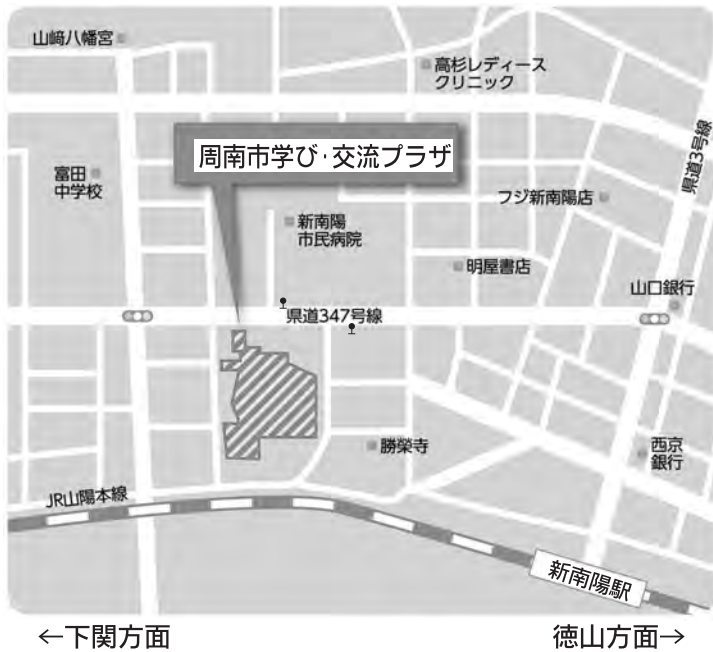 山﨑八幡宮
高杉レディース
クリニック
周南市学び・交流プラザ
県道3号線
富田
中学校
フジ新南陽店
新南陽
市民病院
明屋書店
山口銀行
県道347号線
勝榮寺
西京
銀行
JR山陽本線
新南陽駅
←下関方面
徳山方面→